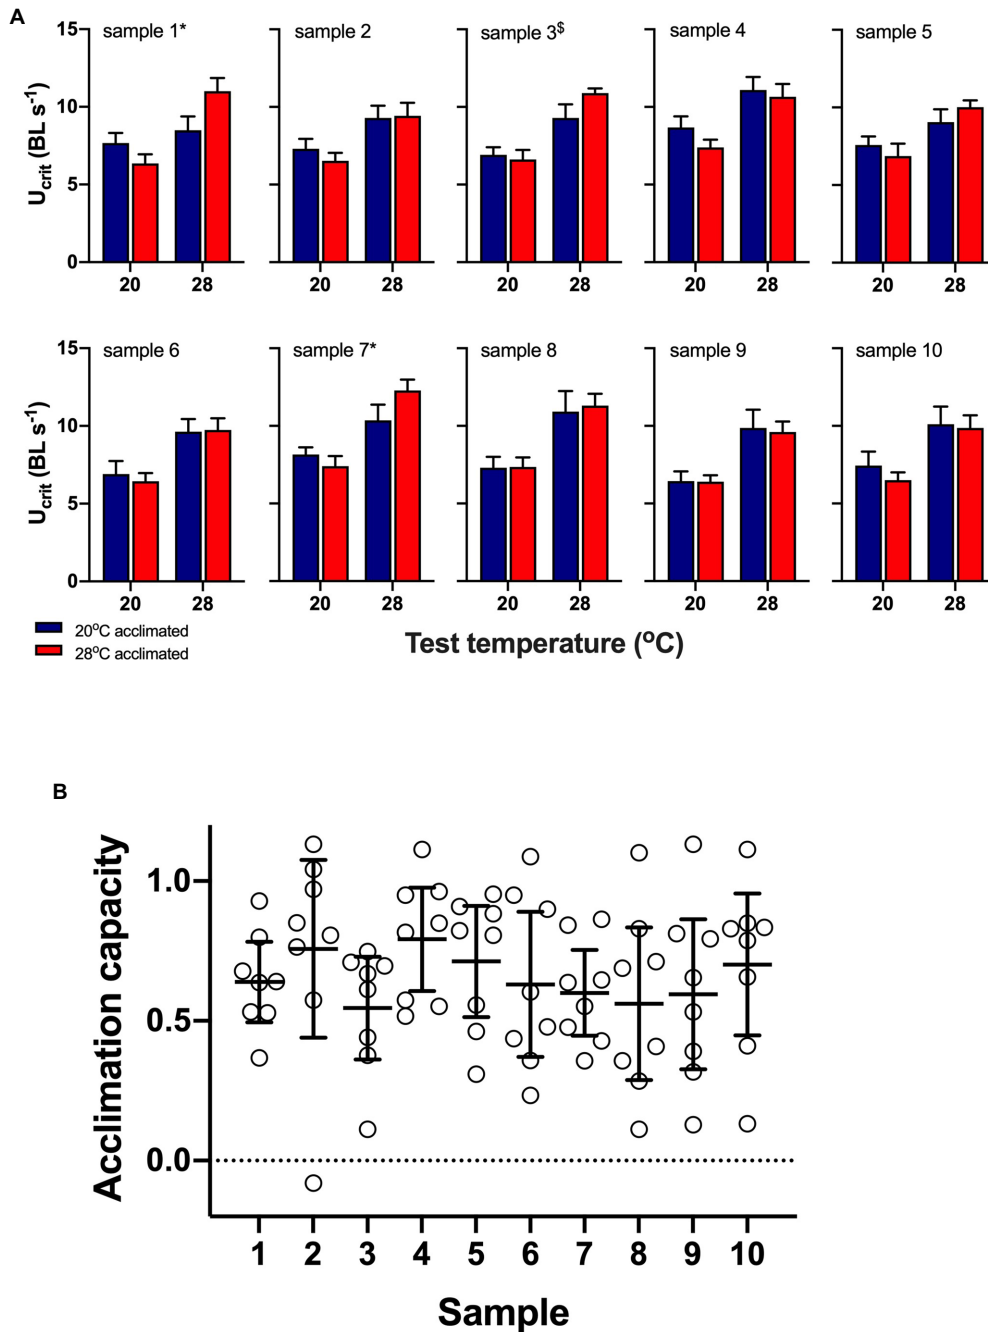 A
sample 1*
sample 2
sample 3$
sample 4
sample 5
Ucrit (BL s-1)
15
10
5
0
20 28
20 28
20 28
20 28
20 28
sample 6
sample 7*
sample 8
sample 9
sample 10
Ucrit (BL s-1)
15
10
5
0
20 28
20 28
20 28
20 28
20 28
20oC acclimated
28oC acclimated
Test temperature (oC)
B
Acclimation capacity
1.0
0.5
0.0
1 2 3 4 5 6 7 8 9 10
Sample